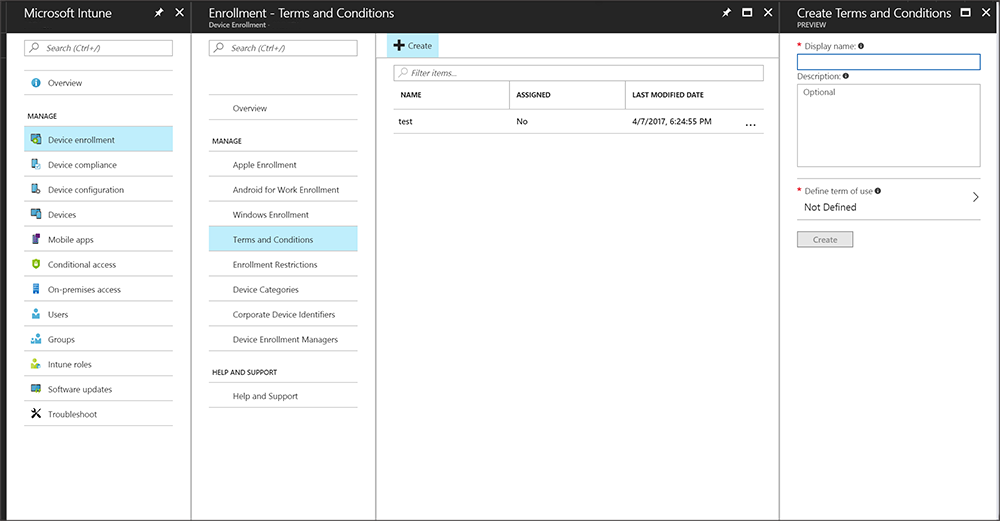 Microsoft Intune
Search (Ctrl+/)
Overview
MANAGE
Device enrollment
Device compliance
Device configuration
Devices
Mobile apps
Conditional access
On-premises access
Users
Groups
Intune roles
Software updates
Troubleshoot
Enrollment - Terms and Conditions
Device Enrollment
Search (Ctrl+/)
Overview
MANAGE
Apple Enrollment
Android for Work Enrollment
Windows Enrollment
Terms and Conditions
Enrollment Restrictions
Device Categories
Corporate Device Identifiers
Device Enrollment Managers
HELP AND SUPPORT
Help and Support
Create
Filter items...
NAME ASSIGNED LAST MODIFIED DATE
test No 4/7/2017, 6:24:55 PM ...
Create Terms and Conditions
PREVIEW
* Display name:
Description:
Optional
* Define term of use
Not Defined
Create